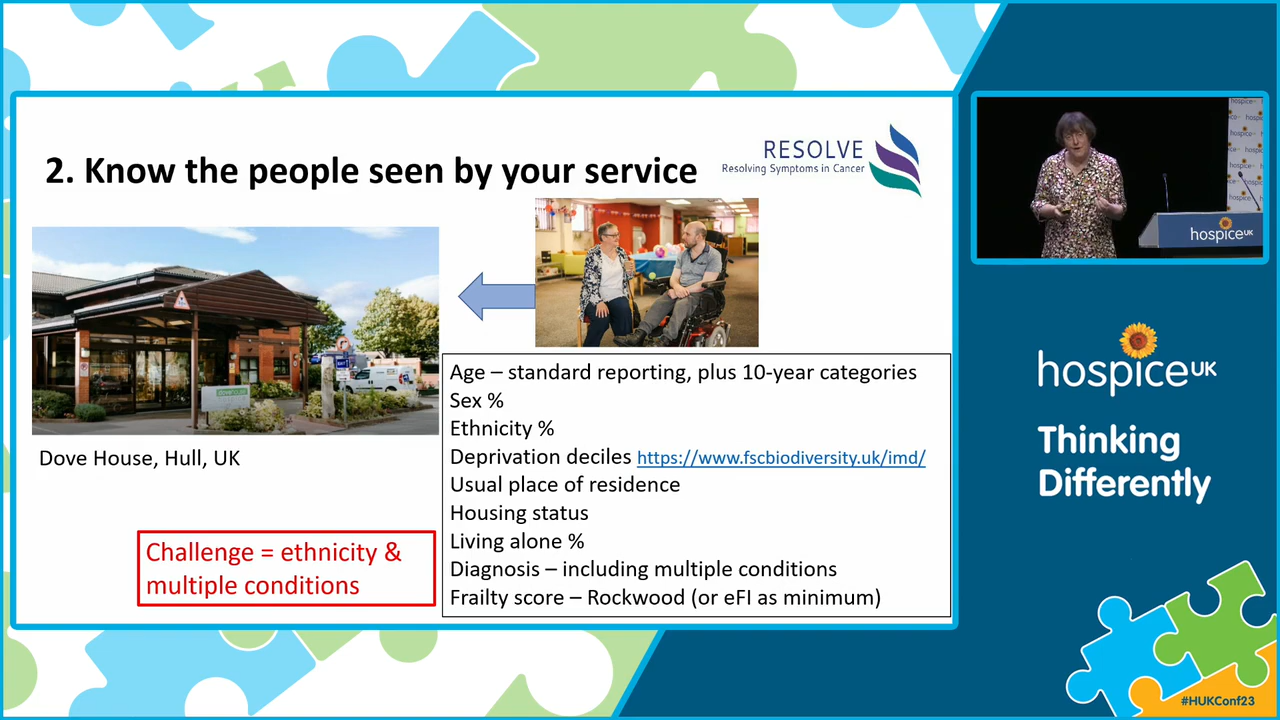 2. Know the people seen by your service
RESOLVE
Resolving Symptoms in Cancer
Dove House, Hull, UK
Challenge = ethnicity &
multiple conditions
Age – standard reporting, plus 10-year categories
Sex %
Ethnicity %
Deprivation deciles https://www.fscbiodiversity.uk/imd/
Usual place of residence
Housing status
Living alone %
Diagnosis – including multiple conditions
Frailty score – Rockwood (or eFI as minimum)
hospice UK
hospice UK
Thinking
Differently
#HUKConf23